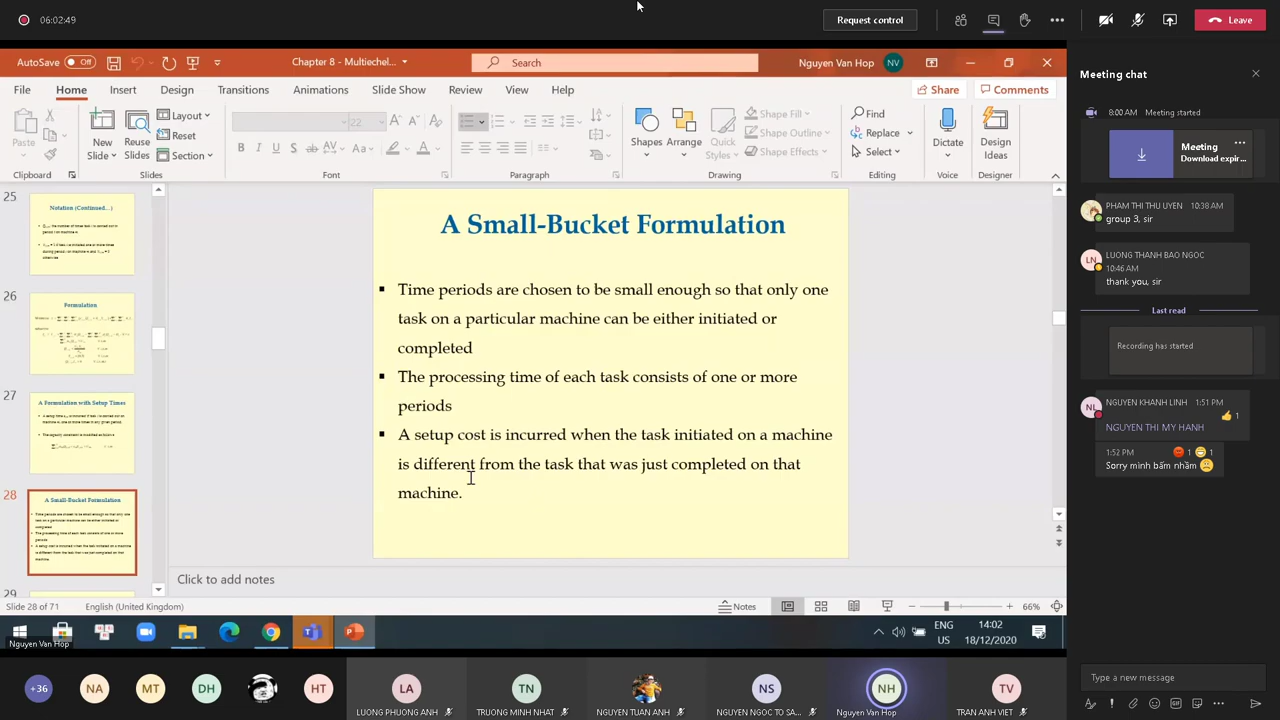 06:02:49
Request control
Leave
AutoSave Off
Chapter 8 - Multiechel...
Search
Nguyen Van Hop
NV
File Home Insert Design Transitions Animations Slide Show Review View Help
Share
Comments
Paste
New
Slide
Reuse
Slides
Layout
Reset
Section
22
Shapes
Arrange
Quick
Styles
Shape Fill
Shape Outline
Shape Effects
Find
Replace
Select
Dictate
Design
Ideas
Clipboard
Slides
Font
Paragraph
Drawing
Editing
Voice
Designer
25
Notation (Continued...)
26
Formulation
27
A Formulation with Setup Times
28
A Small-Bucket Formulation
29
A Small-Bucket Formulation
Time periods are chosen to be small enough so that only one
task on a particular machine can be either initiated or
completed
The processing time of each task consists of one or more
periods
A setup cost is incurred when the task initiated on a machine
is different from the task that was just completed on that
machine.
Click to add notes
Slide 28 of 71
English (United Kingdom)
Notes
66%
Nguyen Van Hop
ENG
US
14:02
18/12/2020
+36
NA
MT
DH
HT
LA
LUONG PHUONG ANH
TN
TRUONG MINH NHAT
NGUYEN TUAN ANH
NS
NGUYEN NGOC TO SA...
NH
Nguyen Van Hop
TV
TRAN ANH VIET
Meeting chat
8:00 AM Meeting started
Meeting
Download expir...
PHAM THI THU UYEN 10:38 AM
group 3, sir
LN
LUONG THANH BAO NGOC
10:46 AM
thank you, sir
Last read
Recording has started
NL
NGUYEN KHANH LINH 1:51 PM
1
NGUYEN THI MY HANH
1:52 PM
1
1
Sorry mình bấm nhầm
Type a new message